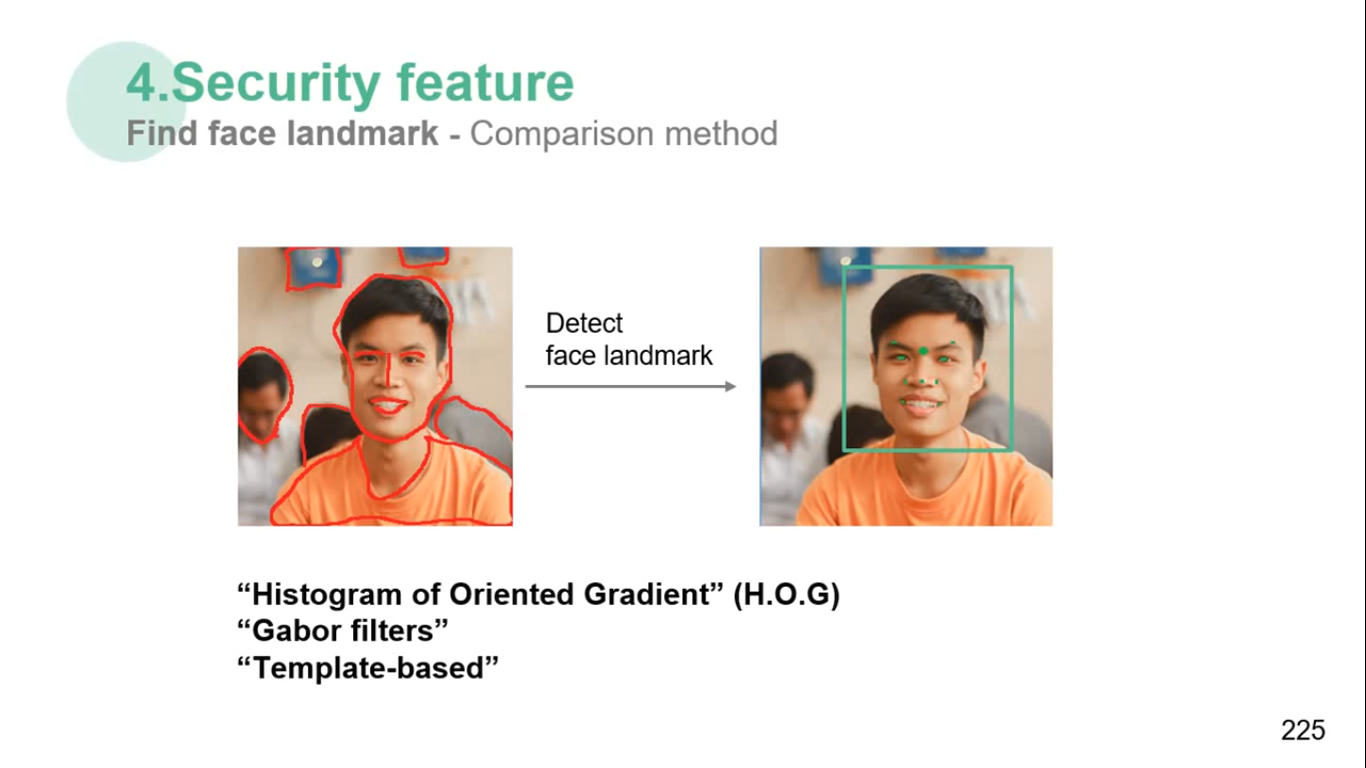 4.Security feature
Find face landmark - Comparison method
Detect
face landmark
“Histogram of Oriented Gradient” (H.O.G)
“Gabor filters”
“Template-based”
225